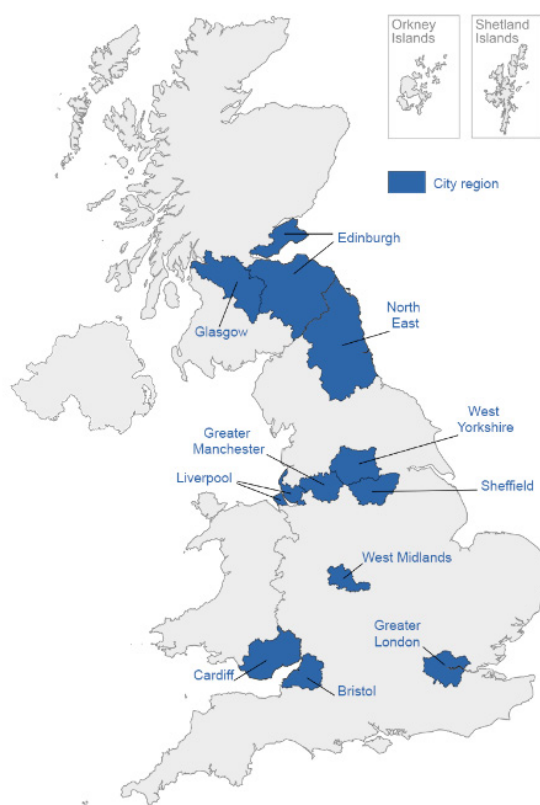 Orkney
Islands
Shetland
Islands
City region
Edinburgh
Glasgow
North
East
West
Yorkshire
Greater
Manchester
Liverpool
Sheffield
West Midlands
Greater
London
Cardiff
Bristol